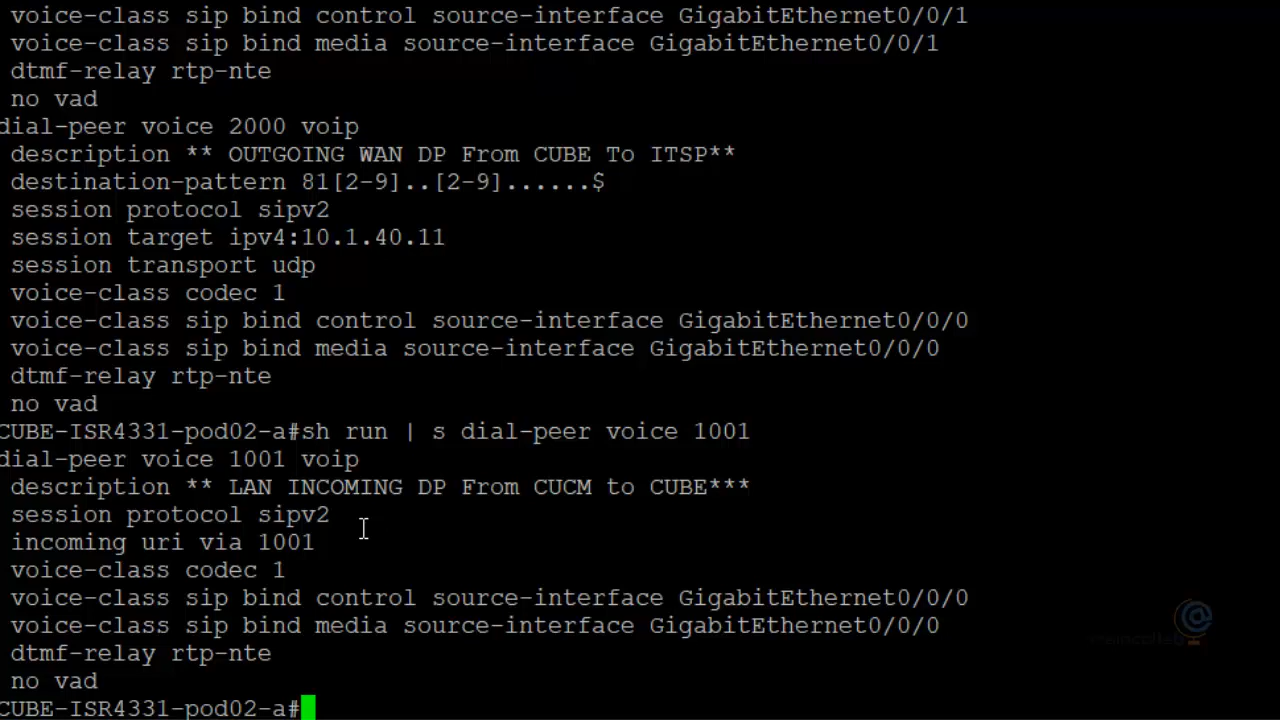 voice-class sip bind control source-interface GigabitEthernet0/0/1
voice-class sip bind media source-interface GigabitEthernet0/0/1
dtmf-relay rtp-nte
no vad
dial-peer voice 2000 voip
description ** OUTGOING WAN DP From CUBE To ITSP**
destination-pattern 81[2-9]..[2-9]......$
session protocol sipv2
session target ipv4:10.1.40.11
session transport udp
voice-class codec 1
voice-class sip bind control source-interface GigabitEthernet0/0/0
voice-class sip bind media source-interface GigabitEthernet0/0/0
dtmf-relay rtp-nte
no vad
CUBE-ISR4331-pod02-a#sh run | s dial-peer voice 1001
dial-peer voice 1001 voip
description ** LAN INCOMING DP From CUCM to CUBE***
session protocol sipv2
incoming uri via 1001
voice-class codec 1
voice-class sip bind control source-interface GigabitEthernet0/0/0
voice-class sip bind media source-interface GigabitEthernet0/0/0
dtmf-relay rtp-nte
no vad
CUBE-ISR4331-pod02-a#